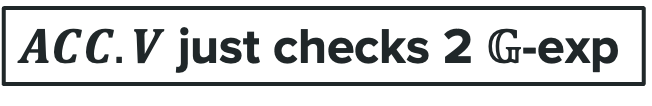 𝑨𝑪𝑪.𝑽 just checks 2 𝔾-exp